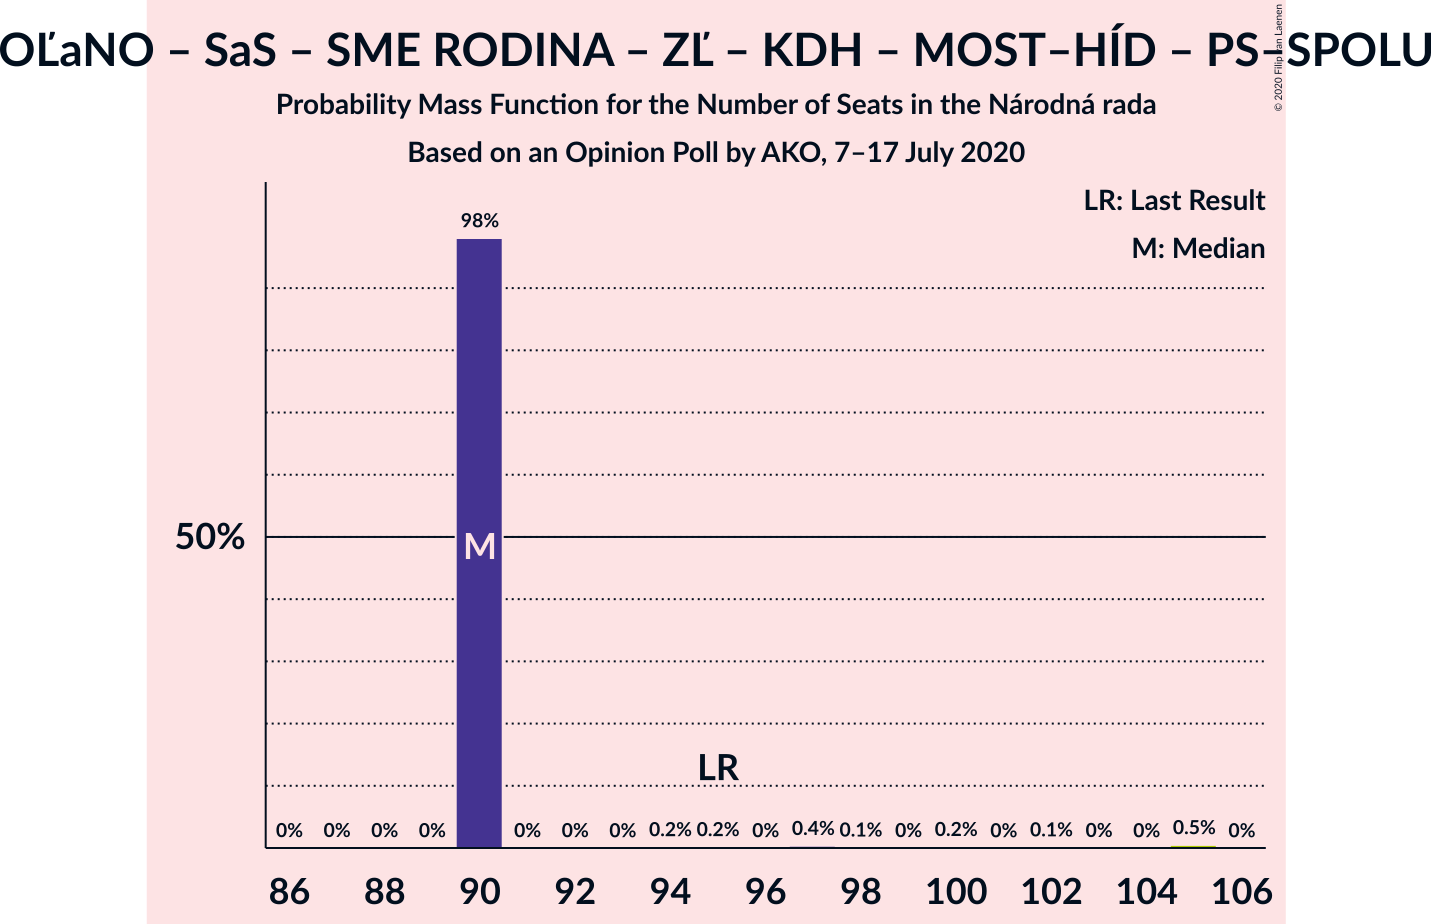 OĽaNO – SaS – SME RODINA – ZĽ – KDH – MOST–HÍD – PS–SPOLU
© 2020 Filip van Laenen
Probability Mass Function for the Number of Seats in the Národná rada
Based on an Opinion Poll by AKO, 7–17 July 2020
LR: Last Result
M: Median
98%
50%
M
LR
0% 0% 0% 0% 0% 0% 0% 0.2% 0.2% 0% 0.4% 0.1% 0% 0.2% 0% 0.1% 0% 0% 0.5% 0%
86 88 90 92 94 96 98 100 102 104 106